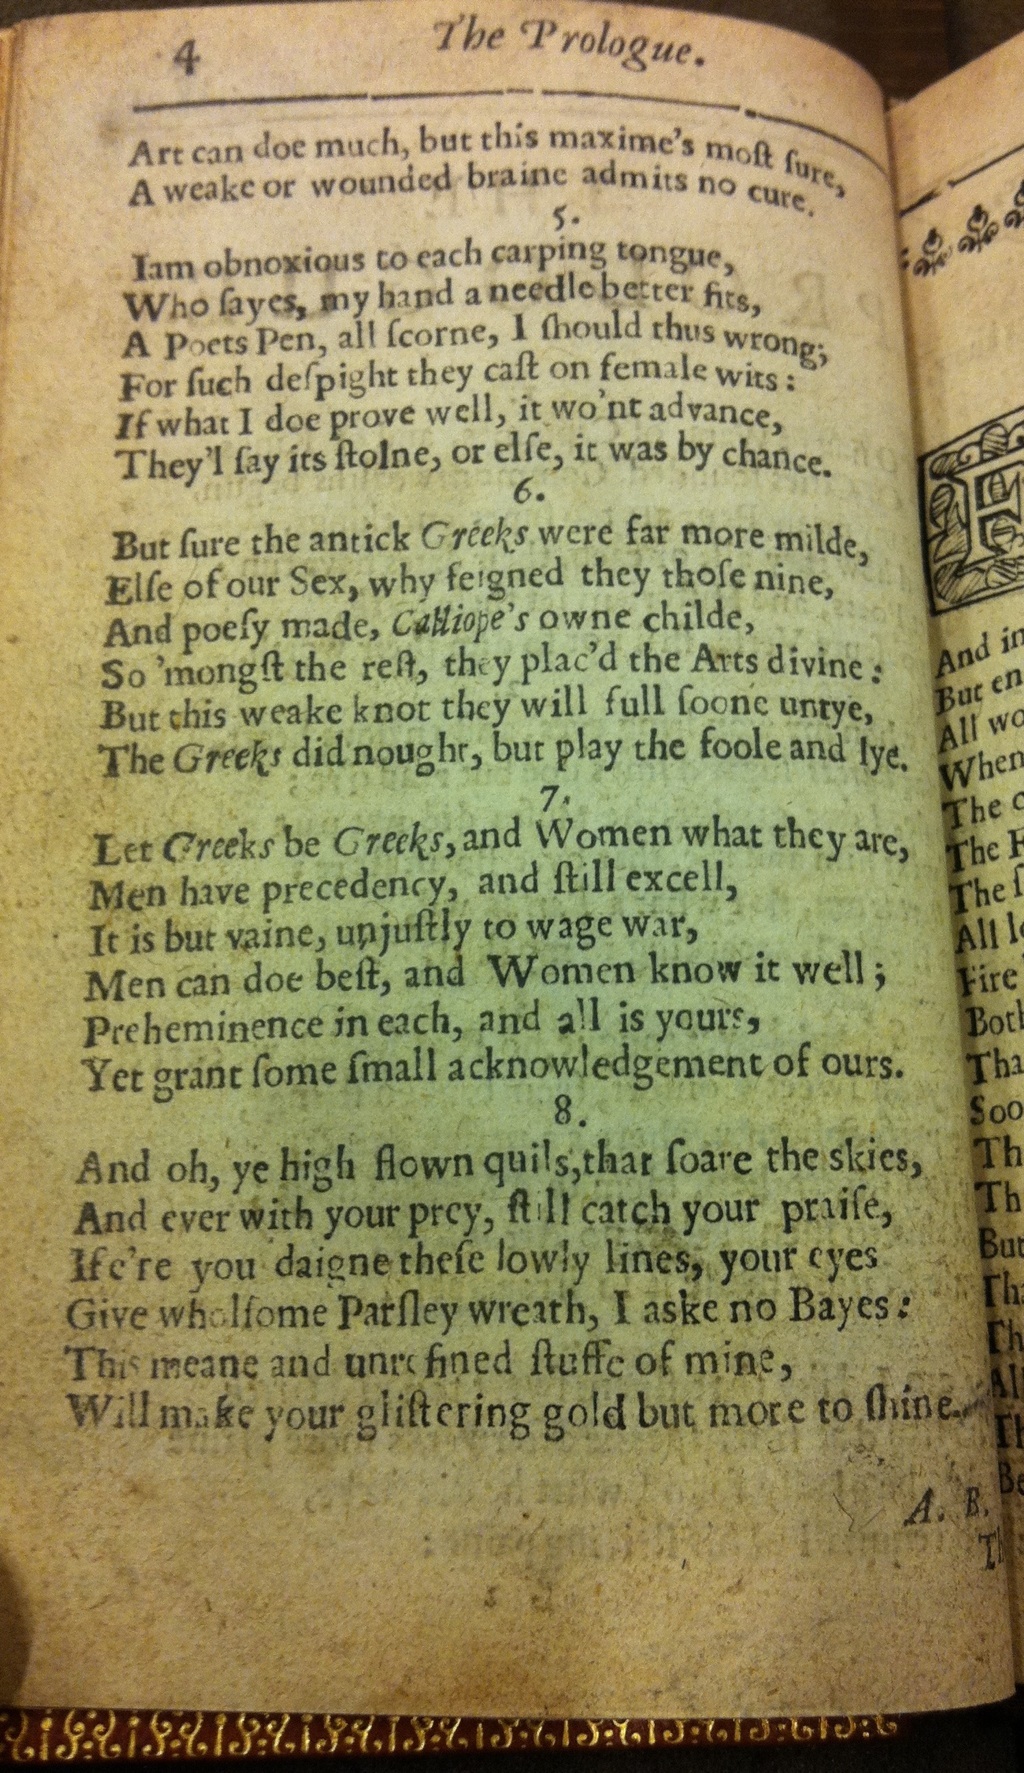 4
The Prologue.
Art can doe much, but this maxime's moſt ſure,
A weake or wounded braine admits no cure.
5.
I am obnoxious to each carping tongue,
Who ſayes, my hand a needle better fits,
A Poets Pen, all ſcorne, I ſhould thus wrong;
For ſuch deſpight they caſt on female wits:
If what I doe prove well, it wo'nt advance,
They'l ſay its ſtolne, or elſe, it was by chance.
6.
But ſure the antick Greeks were far more milde,
Elſe of our Sex, why feigned they thoſe nine,
And poeſy made, Calliope's owne childe,
So 'mongſt the reſt, they plac'd the Arts divine:
But this weake knot they will full ſoone untye,
The Greeks did nought, but play the foole and lye.
7.
Let Greeks be Greeks, and Women what they are,
Men have precedency, and ſtill excell,
It is but vaine, unjuſtly to wage war,
Men can doe beſt, and Women know it well;
Preheminence in each, and all is yours,
Yet grant ſome ſmall acknowledgement of ours.
8.
And oh, ye high flown quils, that ſoare the skies,
And ever with your prey, ſtill catch your praiſe,
If e're you daigne theſe lowly lines, your eyes
Give wholſome Parſley wreath, I aske no Bayes:
This meane and unrefined ſtuffe of mine,
Will make your gliſtering gold but more to ſhine.
A. B.
And in
But en
All wo
When
The
The
The
All
Fire
Both
Tha
Soo
Th
Th
But
Tha
Th
All
Th
Be